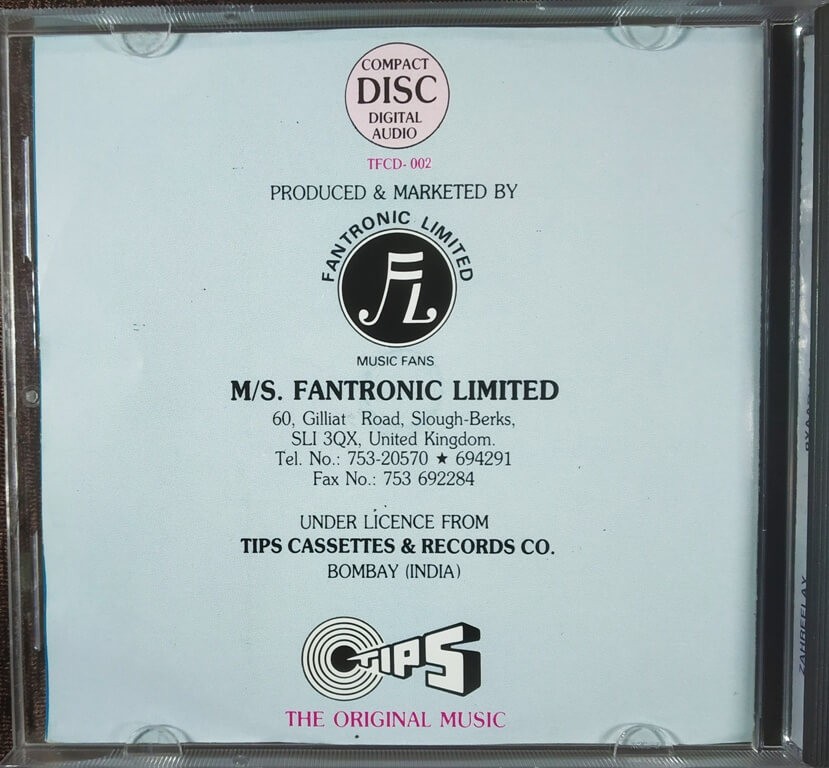 COMPACT
DISC
DIGITAL
AUDIO
TFCD-002
PRODUCED & MARKETED BY
FANTRONIC LIMITED
FL
MUSIC FANS
M/S. FANTRONIC LIMITED
60, Gilliat Road, Slough-Berks,
SLI 3QX, United Kingdom.
Tel. No.: 753-20570 ★ 694291
Fax No.: 753 692284
UNDER LICENCE FROM
TIPS CASSETTES & RECORDS CO.
BOMBAY (INDIA)
TIPS
THE ORIGINAL MUSIC
ZAHREELAY